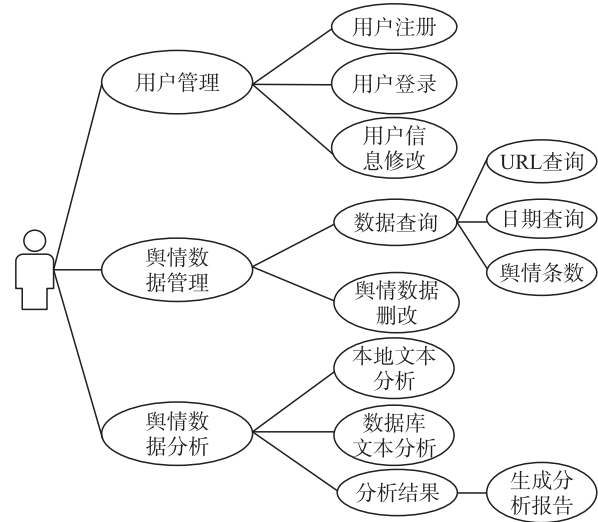 用户管理
用户注册
用户登录
用户信
息修改
舆情数
据管理
数据查询
URL查询
日期查询
舆情条数
舆情数据
删改
舆情数
据分析
本地文本
分析
数据库
文本分析
分析结果
生成分
析报告